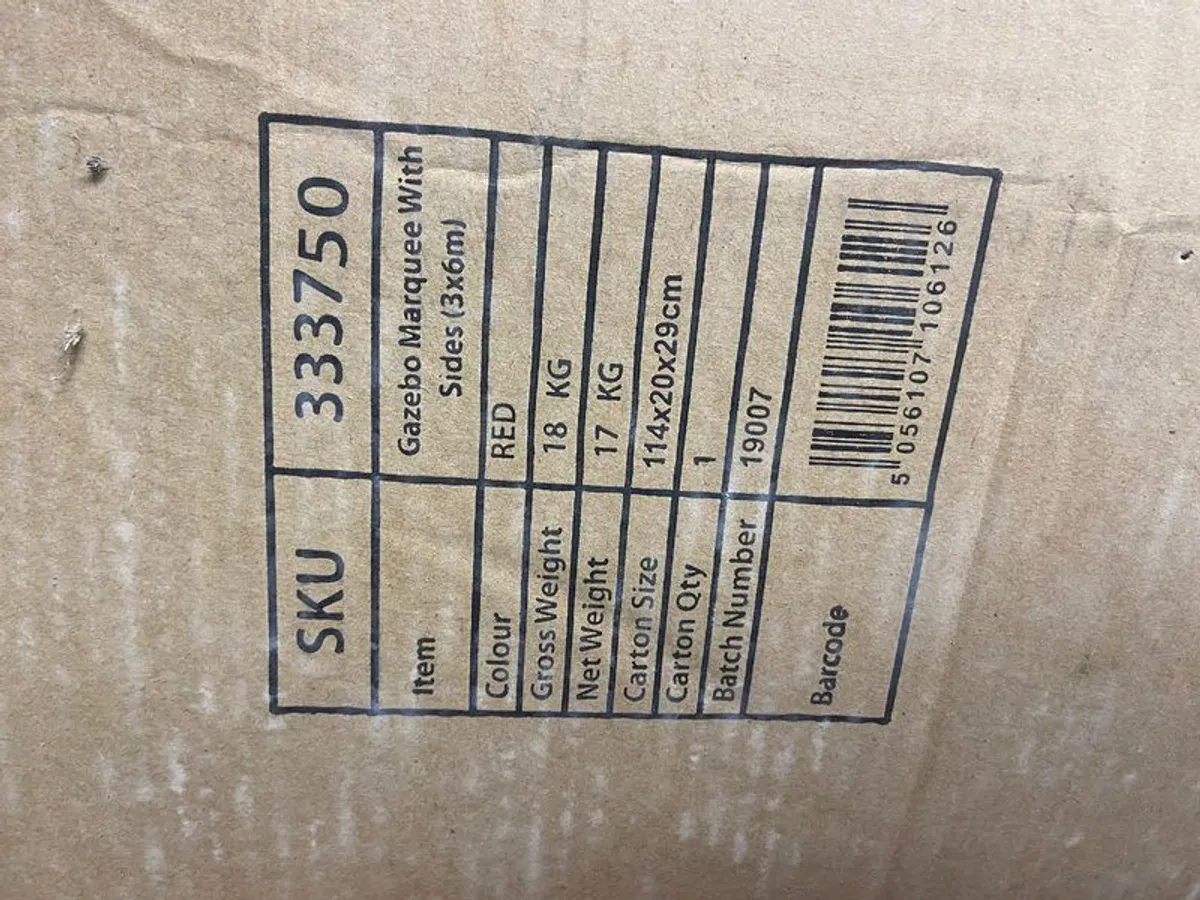 SKU 333750
Item Gazebo Marquee With
Sides (3x6m)
Colour RED
Gross Weight 18 KG
Net Weight 17 KG
Carton Size 114x20x29cm
Carton Qty 1
Batch Number 19007
Barcode
5 056107 106126